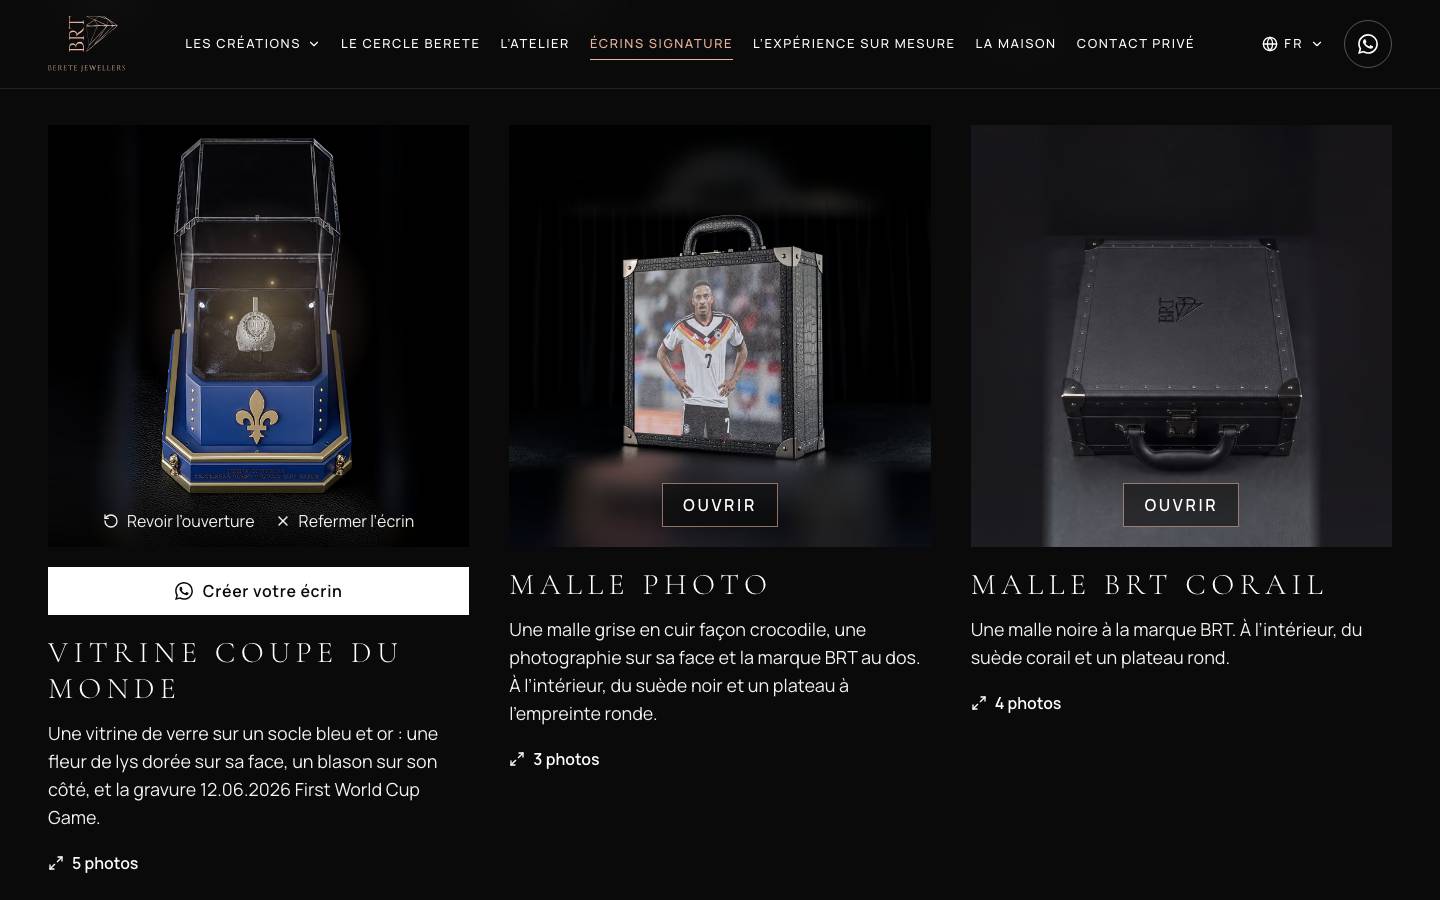 BRT
BERETE JEWELLERS
LES CRÉATIONS
LE CERCLE BERETE
L'ATELIER
ÉCRINS SIGNATURE
L'EXPÉRIENCE SUR MESURE
LA MAISON
CONTACT PRIVÉ
FR
7
7
BRT
Revoir l'ouverture
Refermer l'écrin
OUVRIR
OUVRIR
Créer votre écrin
VITRINE COUPE DU
MONDE
Une vitrine de verre sur un socle bleu et or : une
fleur de lys dorée sur sa face, un blason sur son
côté, et la gravure 12.06.2026 First World Cup
Game.
5 photos
MALLE PHOTO
Une malle grise en cuir façon crocodile, une
photographie sur sa face et la marque BRT au dos.
À l'intérieur, du suède noir et un plateau à
l'empreinte ronde.
3 photos
MALLE BRT CORAIL
Une malle noire à la marque BRT. À l'intérieur, du
suède corail et un plateau rond.
4 photos